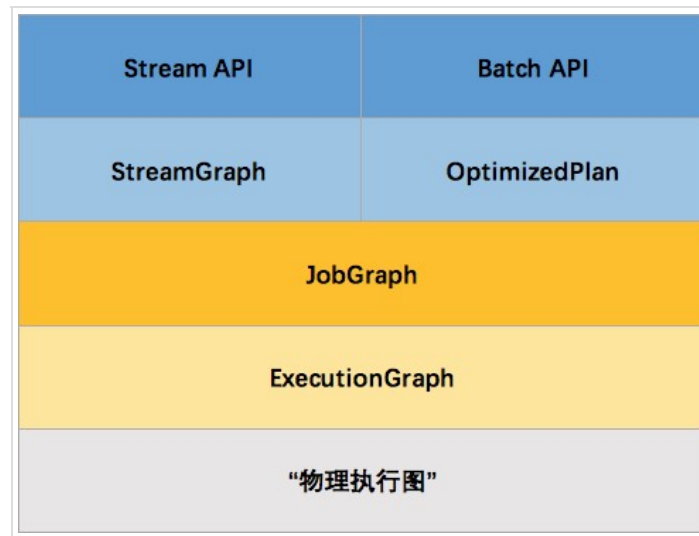 Stream API
Batch API
StreamGraph
OptimizedPlan
JobGraph
ExecutionGraph
“物理执行图”